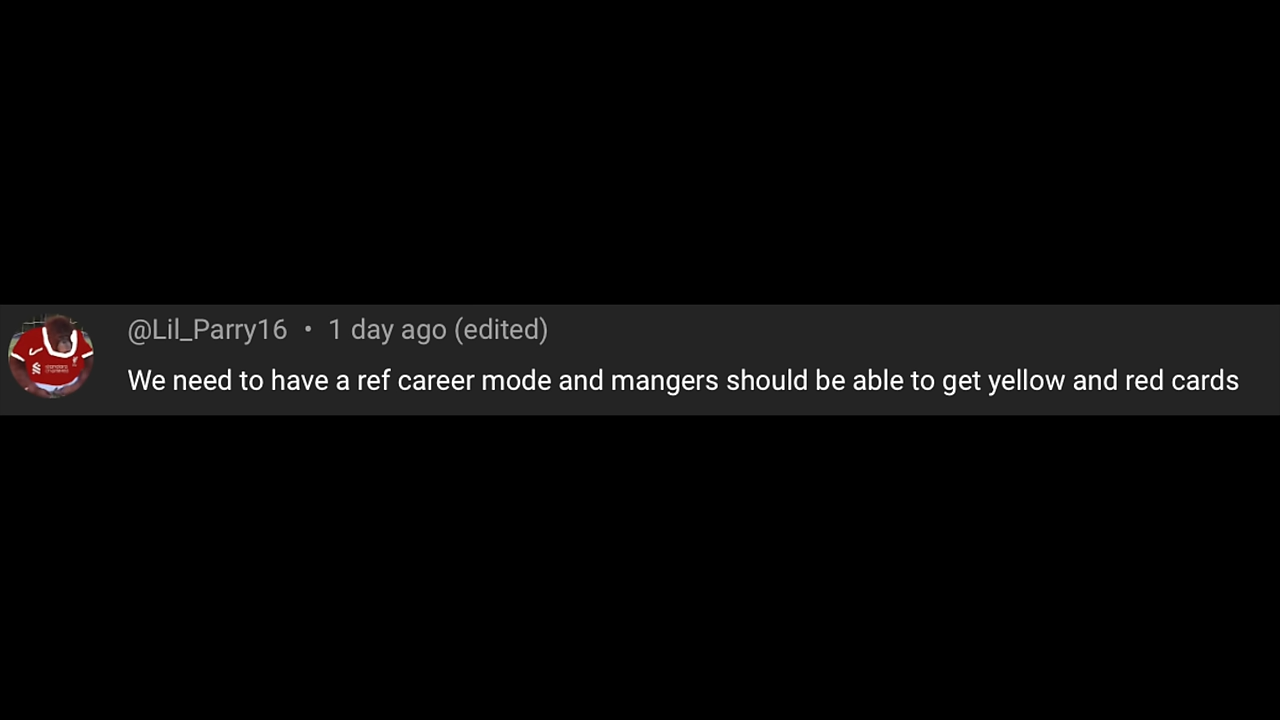 @Lil_Parry16 • 1 day ago (edited)
We need to have a ref career mode and mangers should be able to get yellow and red cards